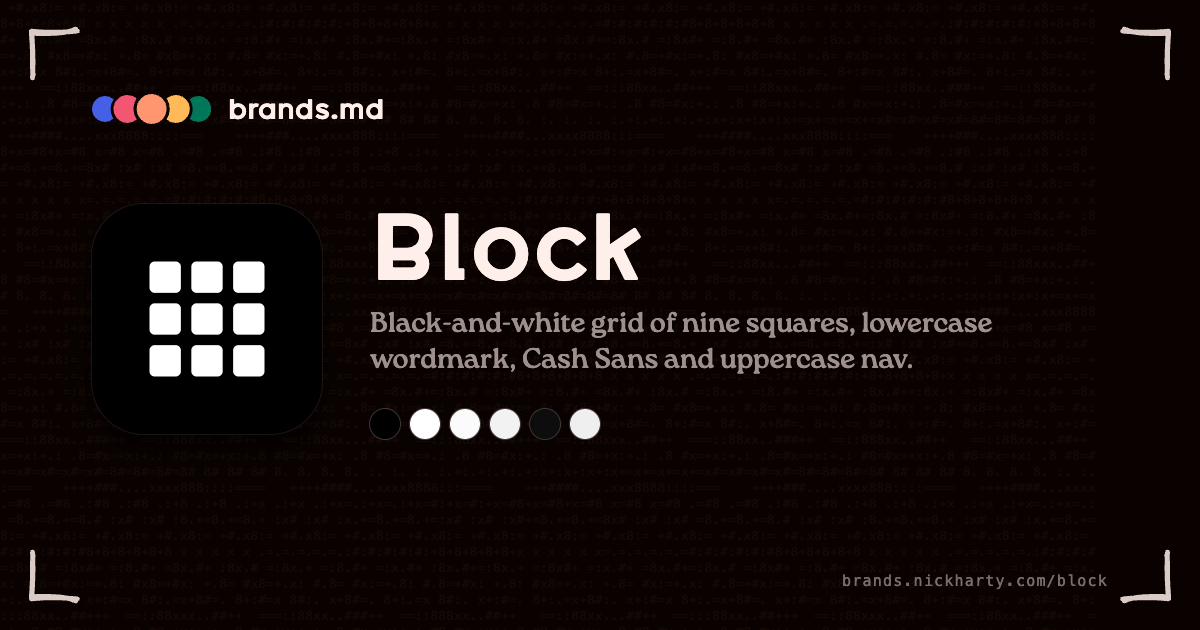 brands.md
Block
Black-and-white grid of nine squares, lowercase
wordmark, Cash Sans and uppercase nav.
brands.nickharty.com/block